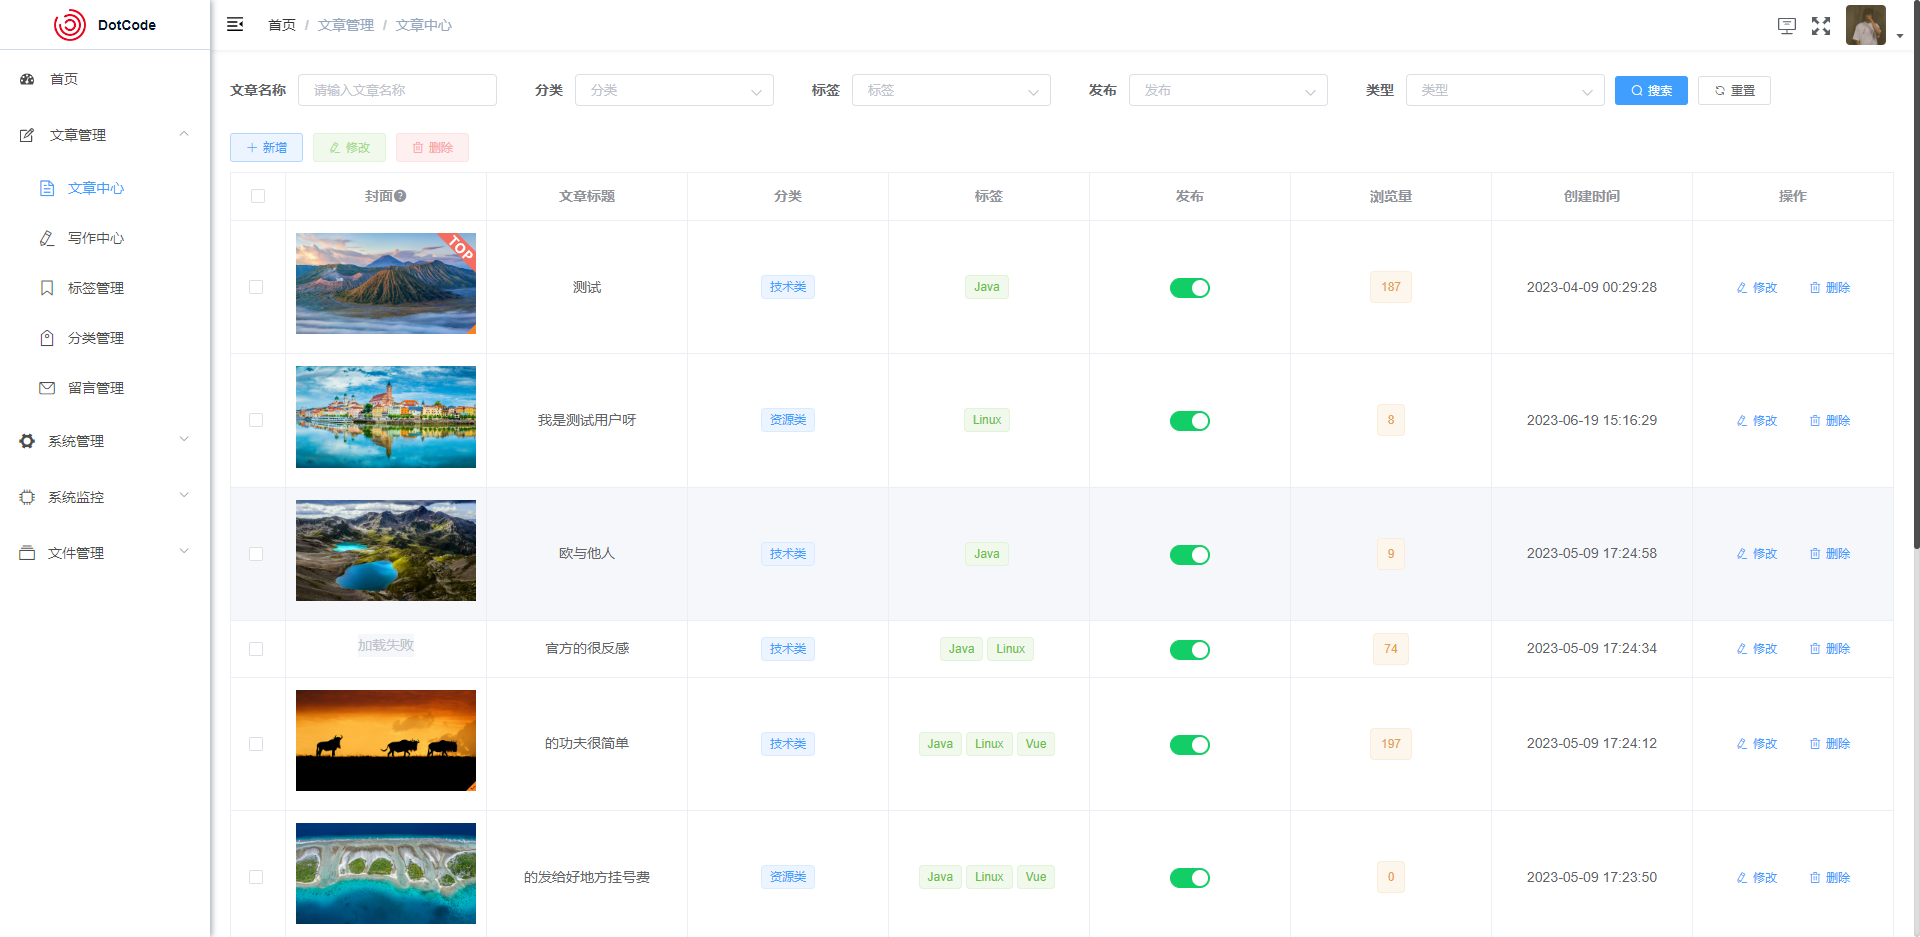 DotCode
首页 / 文章管理 / 文章中心
首页
文章管理
文章中心
写作中心
标签管理
分类管理
留言管理
系统管理
系统监控
文件管理
文章名称 请输入文章名称 分类 分类 标签 标签 发布 发布 类型 类型 搜索 重置
新增 修改 删除
封面 文章标题 分类 标签 发布 浏览量 创建时间 操作
TOP 测试 技术类 Java 187 2023-04-09 00:29:28 修改 删除
我是测试用户呀 资源类 Linux 8 2023-06-19 15:16:29 修改 删除
欧与他人 技术类 Java 9 2023-05-09 17:24:58 修改 删除
加载失败 官方的很反感 技术类 Java Linux 74 2023-05-09 17:24:34 修改 删除
的功夫很简单 技术类 Java Linux Vue 197 2023-05-09 17:24:12 修改 删除
的发给好地方挂号费 资源类 Java Linux Vue 0 2023-05-09 17:23:50 修改 删除